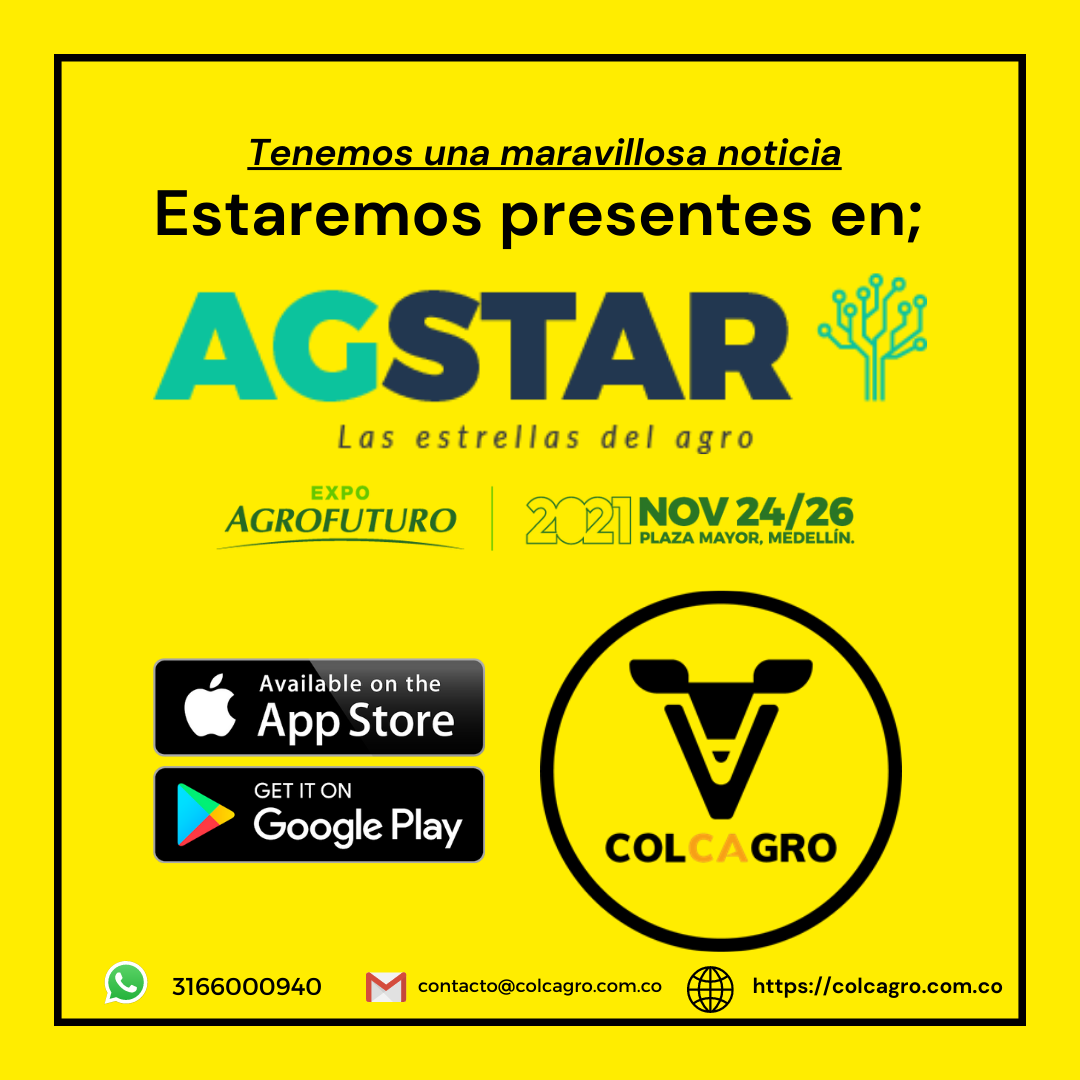 Tenemos una maravillosa noticia
Estaremos presentes en;
AGSTAR
Las estrellas del agro
EXPO
AGROFUTURO
2021 NOV 24/26
PLAZA MAYOR, MEDELLÍN.
Available on the
App Store
GET IT ON
Google Play
COLCAGRO
3166000940
contacto@colcagro.com.co
https://colcagro.com.co